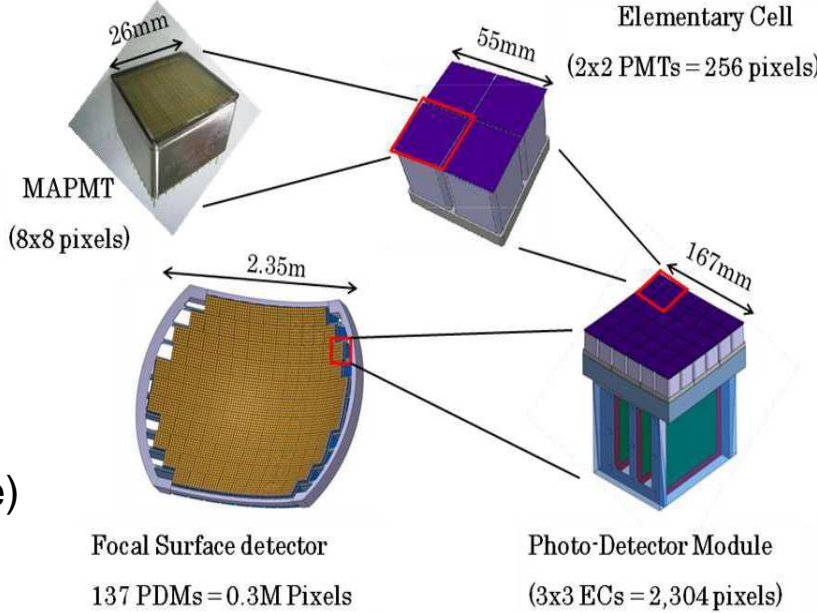 26mm
MAPMT
(8x8 pixels)
55mm
Elementary Cell
(2x2 PMTs = 256 pixels)
2.35m
167mm
e)
Focal Surface detector
137 PDMs = 0.3M Pixels
Photo-Detector Module
(3x3 ECs = 2,304 pixels)